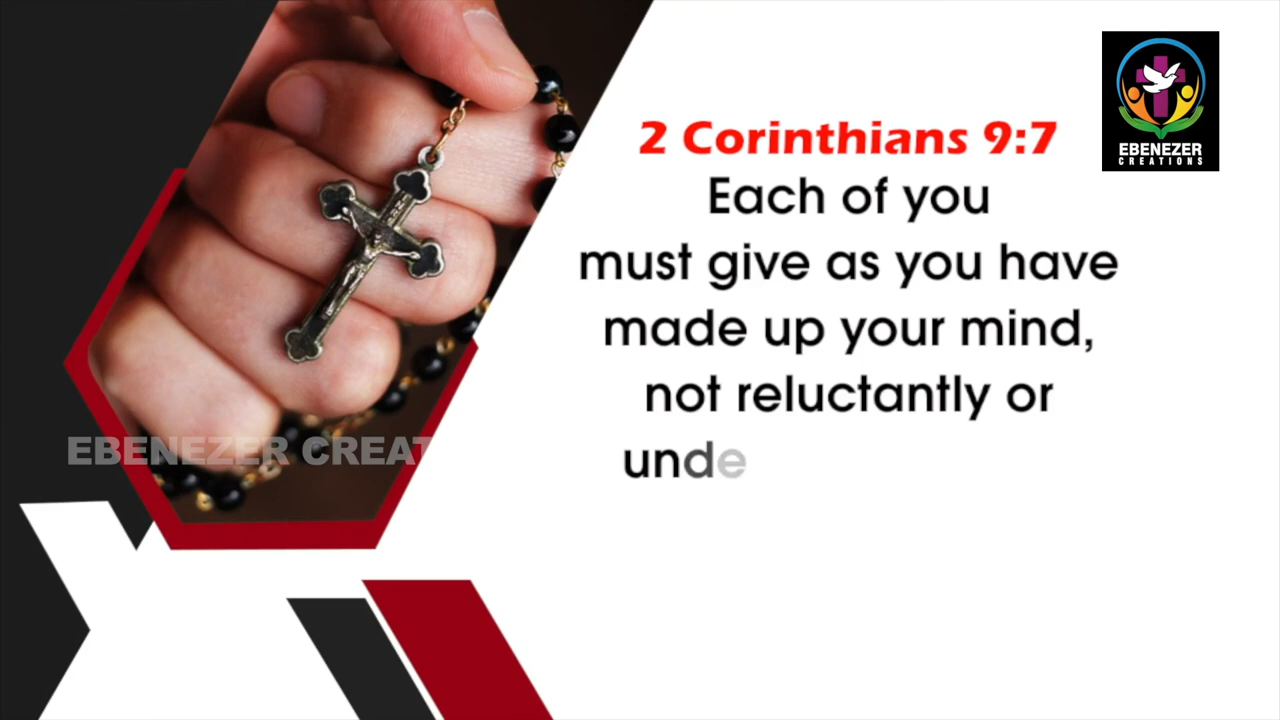 EBENEZER
CREATIONS
2 Corinthians 9:7
Each of you
must give as you have
made up your mind,
not reluctantly or
unde
EBENEZER CREAT